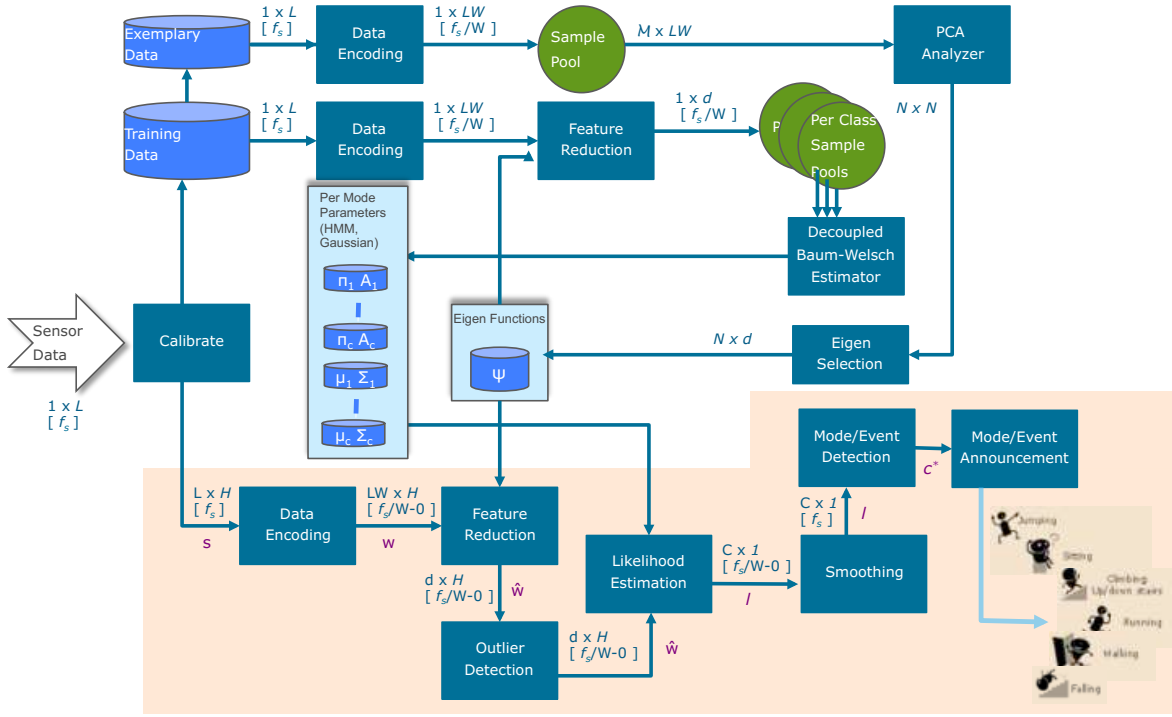 1 x L
[ fs ]
1 x LW
[ fs/W ]
Exemplary
Data
Data
Encoding
Sample
Pool
M x LW
PCA
Analyzer
1 x L
[ fs ]
1 x LW
[ fs/W ]
1 x d
[ fs/W ]
N x N
Training
Data
Data
Encoding
Feature
Reduction
P
Per Class
Sample
Pools
Per Mode
Parameters
(HMM,
Gaussian)
Decoupled
Baum-Welsch
Estimator
π1 A1
πc Ac
μ1 Σ1
μc Σc
Sensor
Data
1 x L
[ fs ]
Calibrate
Eigen Functions
Ψ
N x d
Eigen
Selection
Mode/Event
Detection
c*
Mode/Event
Announcement
L x H
[ fs ]
s
Data
Encoding
LW x H
[ fs/W-0 ]
w
Feature
Reduction
d x H
[ fs/W-0 ]
ŵ
Outlier
Detection
d x H
[ fs/W-0 ]
ŵ
Likelihood
Estimation
C x 1
[ fs/W-0 ]
l
Smoothing
C x 1
[ fs ]
l
Jumping
Sitting
Climbing
Up/down stairs
Running
Walking
Falling